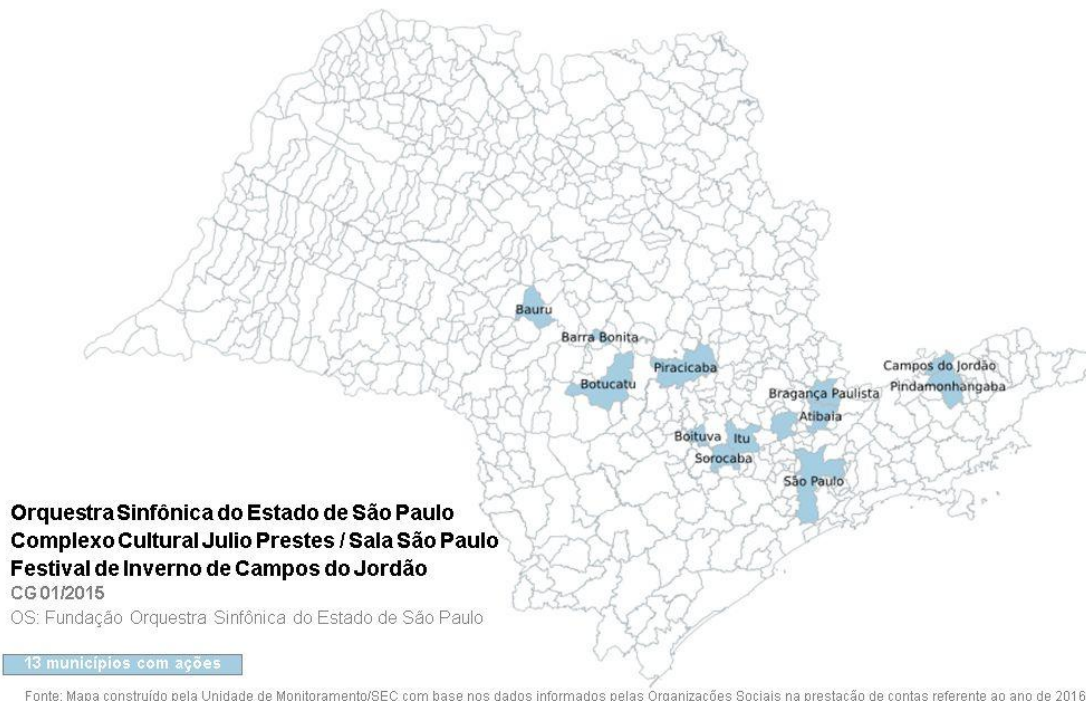 Bauru
Barra Bonita
Piracicaba
Botucatu
Campos do Jordão
Pindamonhangaba
Bragança Paulista
Atibaia
Boituva
Itu
Sorocaba
São Paulo
Orquestra Sinfônica do Estado de São Paulo
Complexo Cultural Julio Prestes / Sala São Paulo
Festival de Inverno de Campos do Jordão
CG 01/2015
OS: Fundação Orquestra Sinfônica do Estado de São Paulo
13 municípios com ações
Fonte: Mapa construído pela Unidade de Monitoramento/SEC com base nos dados informados pelas Organizações Sociais na prestação de contas referente ao ano de 2016